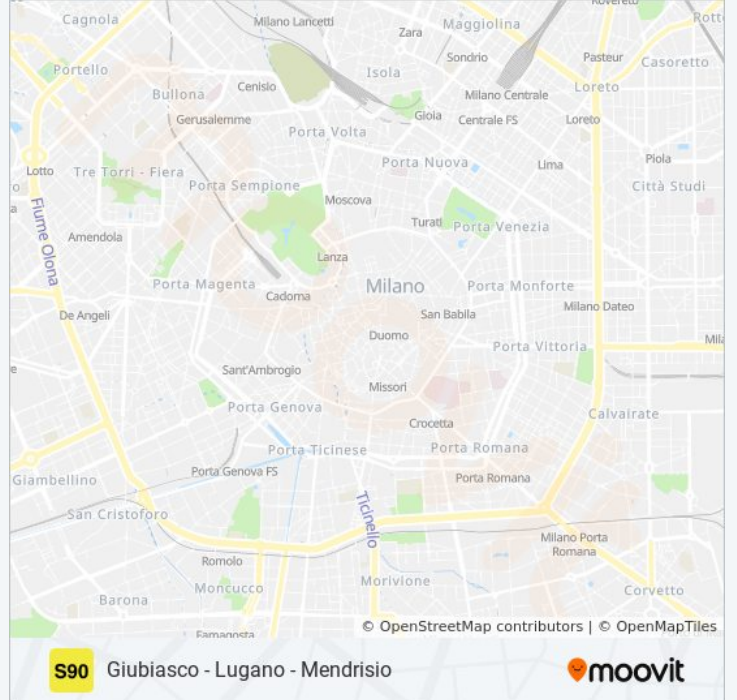 Rovereto
Cagnola
Milano Lancetti
Zara
Maggiolina
Rott
Sondrio
Pasteur
Casoretto
Portello
Isola
Cenisio
Bullona
Milano Centrale
Loreto
Gerusalemme
Gioia
Centrale FS
Loreto
Porta Volta
Porta Nuova
Lima
Piola
Lotto
Tre Torri - Fiera
Porta Sempione
Città Studi
o
Moscova
a
Turati
Porta Venezia
Fiume Olona
Amendola
Lanza
Porta Magenta
Cadorna
Milano
Porta Monforte
San Babila
Milano Dateo
De Angeli
Duomo
Porta Vittoria
Mila
e
Sant'Ambrogio
Missori
Porta Genova
Crocetta
Calvairate
Porta Ticinese
Porta Romana
Giambellino
Porta Genova FS
Porta Romana
San Cristoforo
Ticinello
Milano Porta
Romana
Romolo
Morivione
Moncucco
Corvetto
Barona
Famagosta
© OpenStreetMap contributors | © OpenMapTiles
S90 Giubiasco - Lugano - Mendrisio
moovit